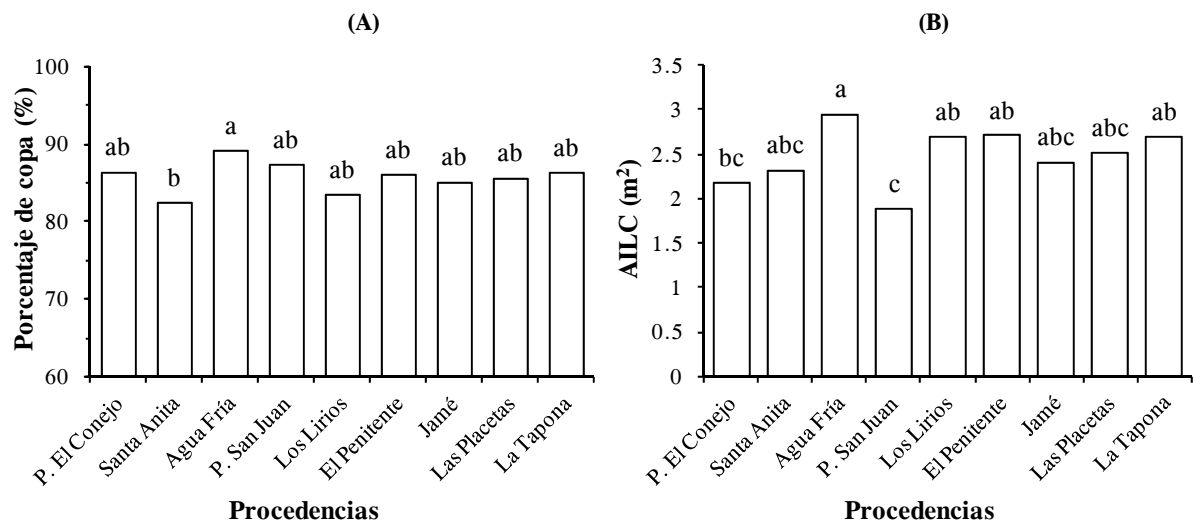 (A)
Porcentaje de copa (%)
100
90
80
70
60
ab
b
a
ab
ab
ab
ab
ab
ab
P. El Conejo
Santa Anita
Agua Fría
P. San Juan
Los Lirios
El Penitente
Jamé
Las Placetas
La Tapona
Procedencias
(B)
AILC (m²)
3.5
3
2.5
2
1.5
1
0.5
0
bc
abc
a
c
ab
ab
abc
abc
ab
P. El Conejo
Santa Anita
Agua Fría
P. San Juan
Los Lirios
El Penitente
Jamé
Las Placetas
La Tapona
Procedencias